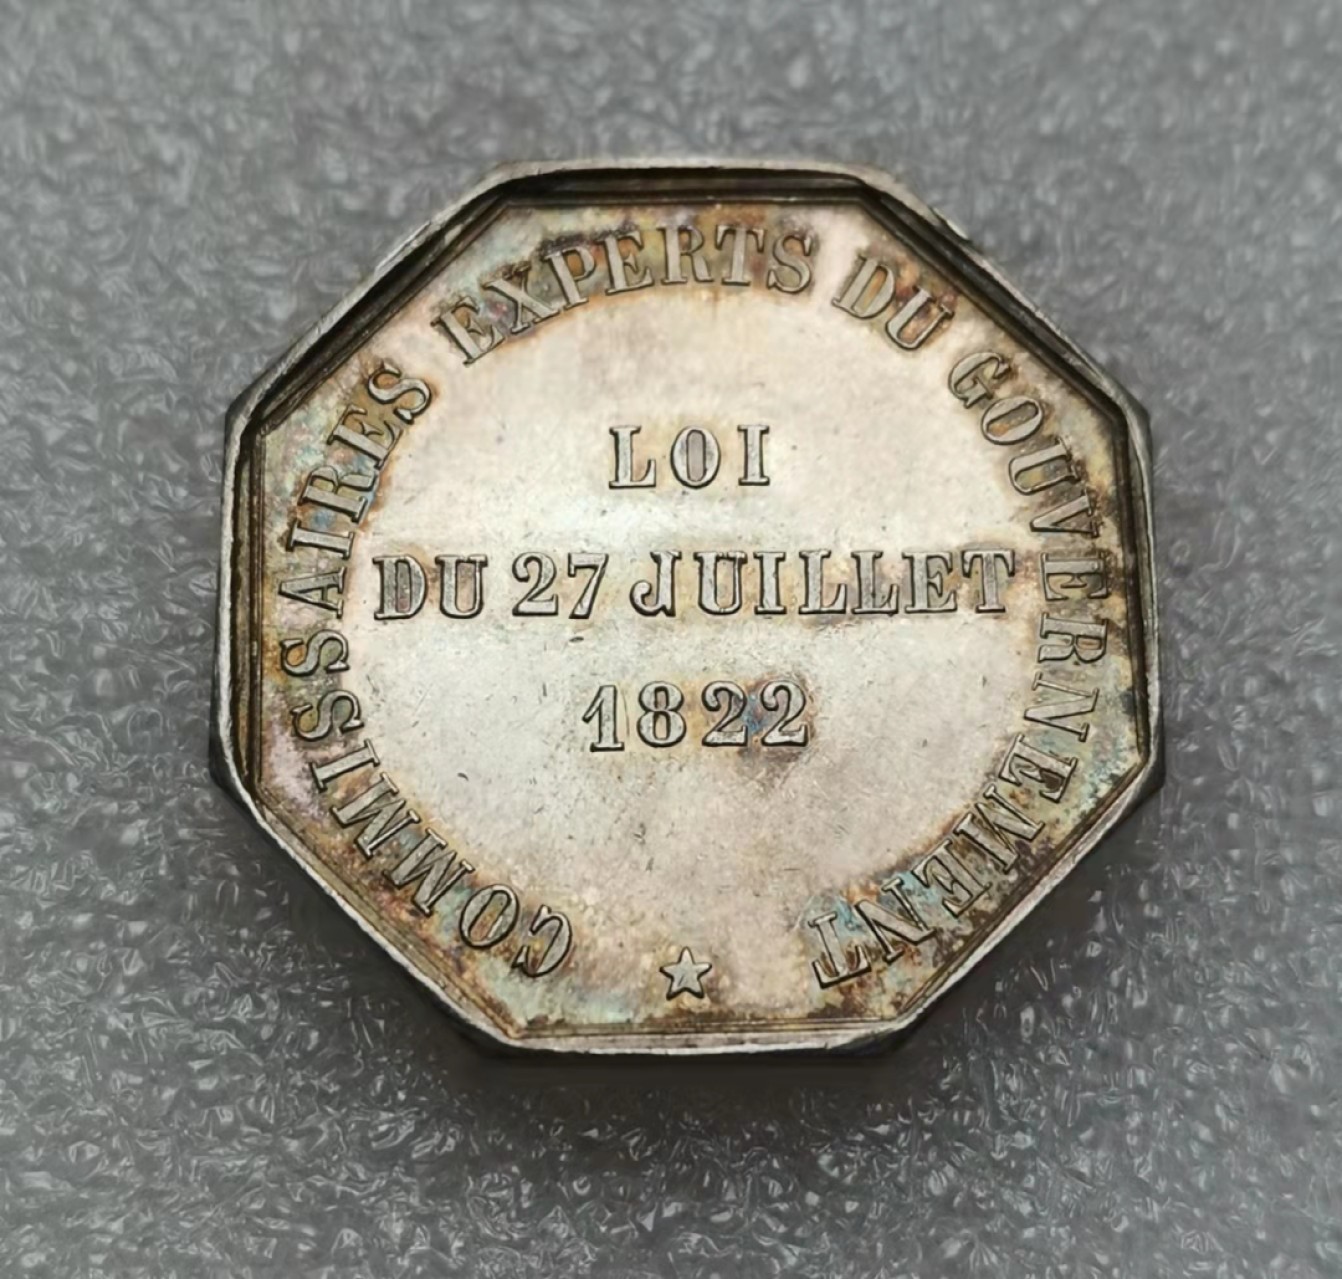 COMMISSAIRES EXPERTS DU GOUVERNEMENT
LOI
DU 27 JUILLET
1822